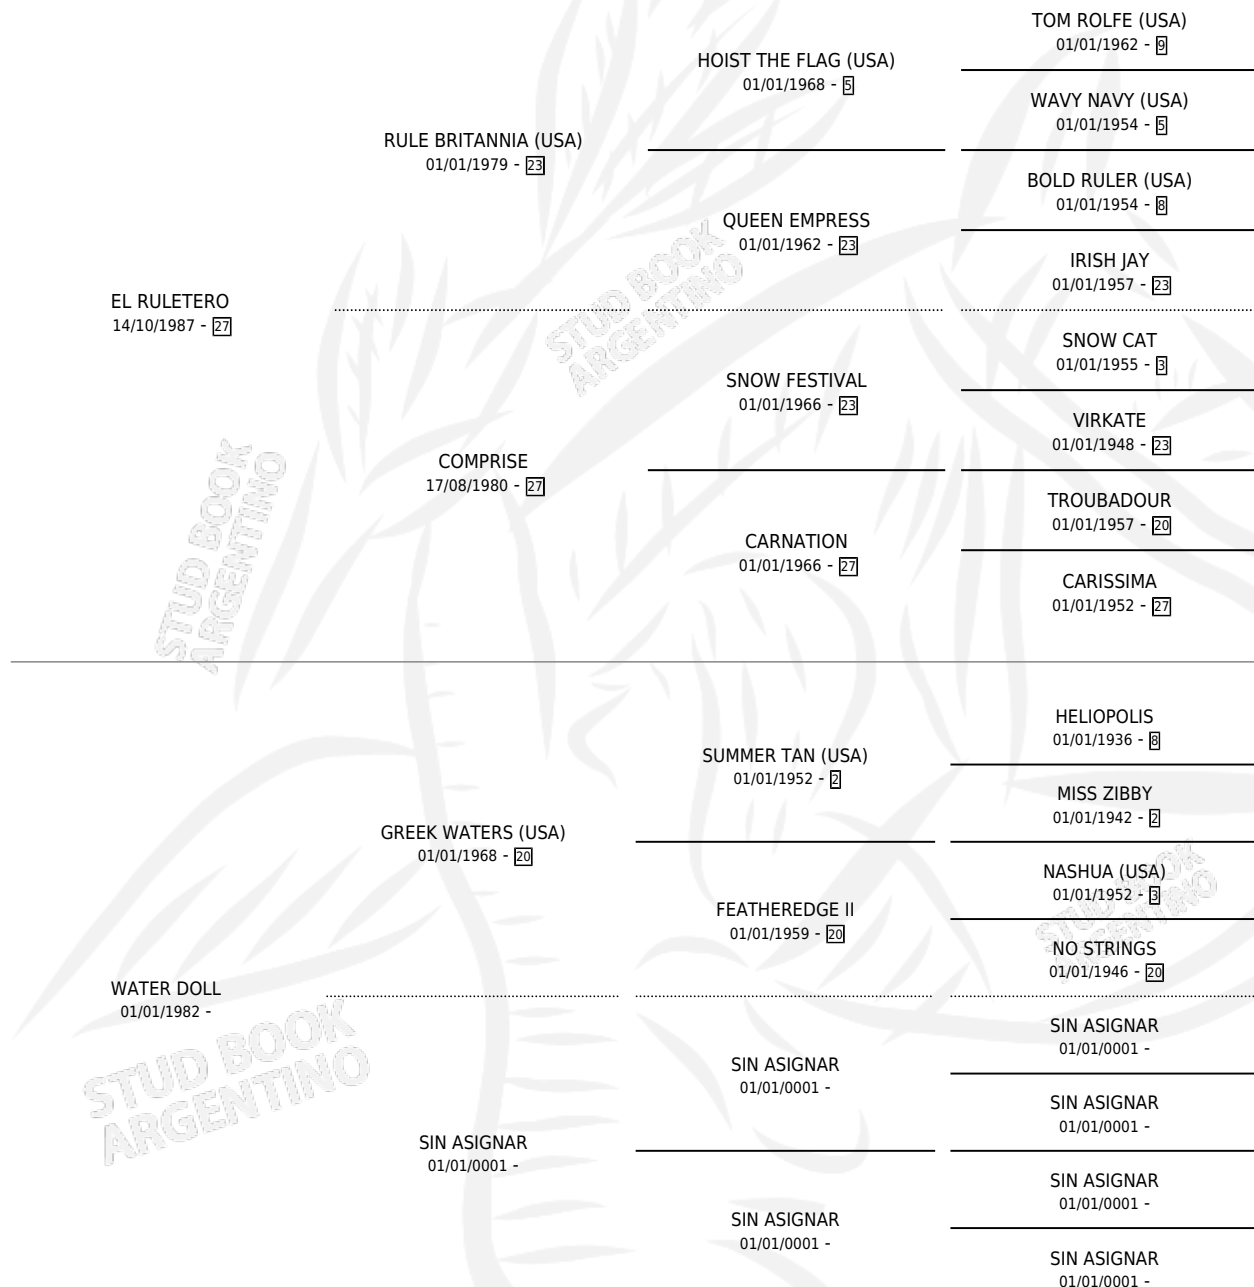 TOM ROLFE (USA)
01/01/1962 - 9
HOIST THE FLAG (USA)
01/01/1968 - 5
WAVY NAVY (USA)
01/01/1954 - 5
RULE BRITANNIA (USA)
01/01/1979 - 23
BOLD RULER (USA)
01/01/1954 - 8
QUEEN EMPRESS
01/01/1962 - 23
IRISH JAY
01/01/1957 - 23
EL RULETERO
14/10/1987 - 27
STUD BOOK
ARGENTINO
SNOW CAT
01/01/1955 - 3
SNOW FESTIVAL
01/01/1966 - 23
VIRKATE
01/01/1948 - 23
COMPRISE
17/08/1980 - 27
TROUBADOUR
01/01/1957 - 20
CARNATION
01/01/1966 - 27
CARISSIMA
01/01/1952 - 27
STUD BOOK
ARGENTINO
HELIOPOLIS
01/01/1936 - 8
SUMMER TAN (USA)
01/01/1952 - 2
MISS ZIBBY
01/01/1942 - 2
GREEK WATERS (USA)
01/01/1968 - 20
NASHUA (USA)
01/01/1952 - 3
FEATHEREDGE II
01/01/1959 - 20
STUD BOOK
ARGENTINO
NO STRINGS
01/01/1946 - 20
WATER DOLL
01/01/1982 -
SIN ASIGNAR
01/01/0001 -
SIN ASIGNAR
01/01/0001 -
STUD BOOK
ARGENTINO
SIN ASIGNAR
01/01/0001 -
SIN ASIGNAR
01/01/0001 -
SIN ASIGNAR
01/01/0001 -
SIN ASIGNAR
01/01/0001 -
SIN ASIGNAR
01/01/0001 -